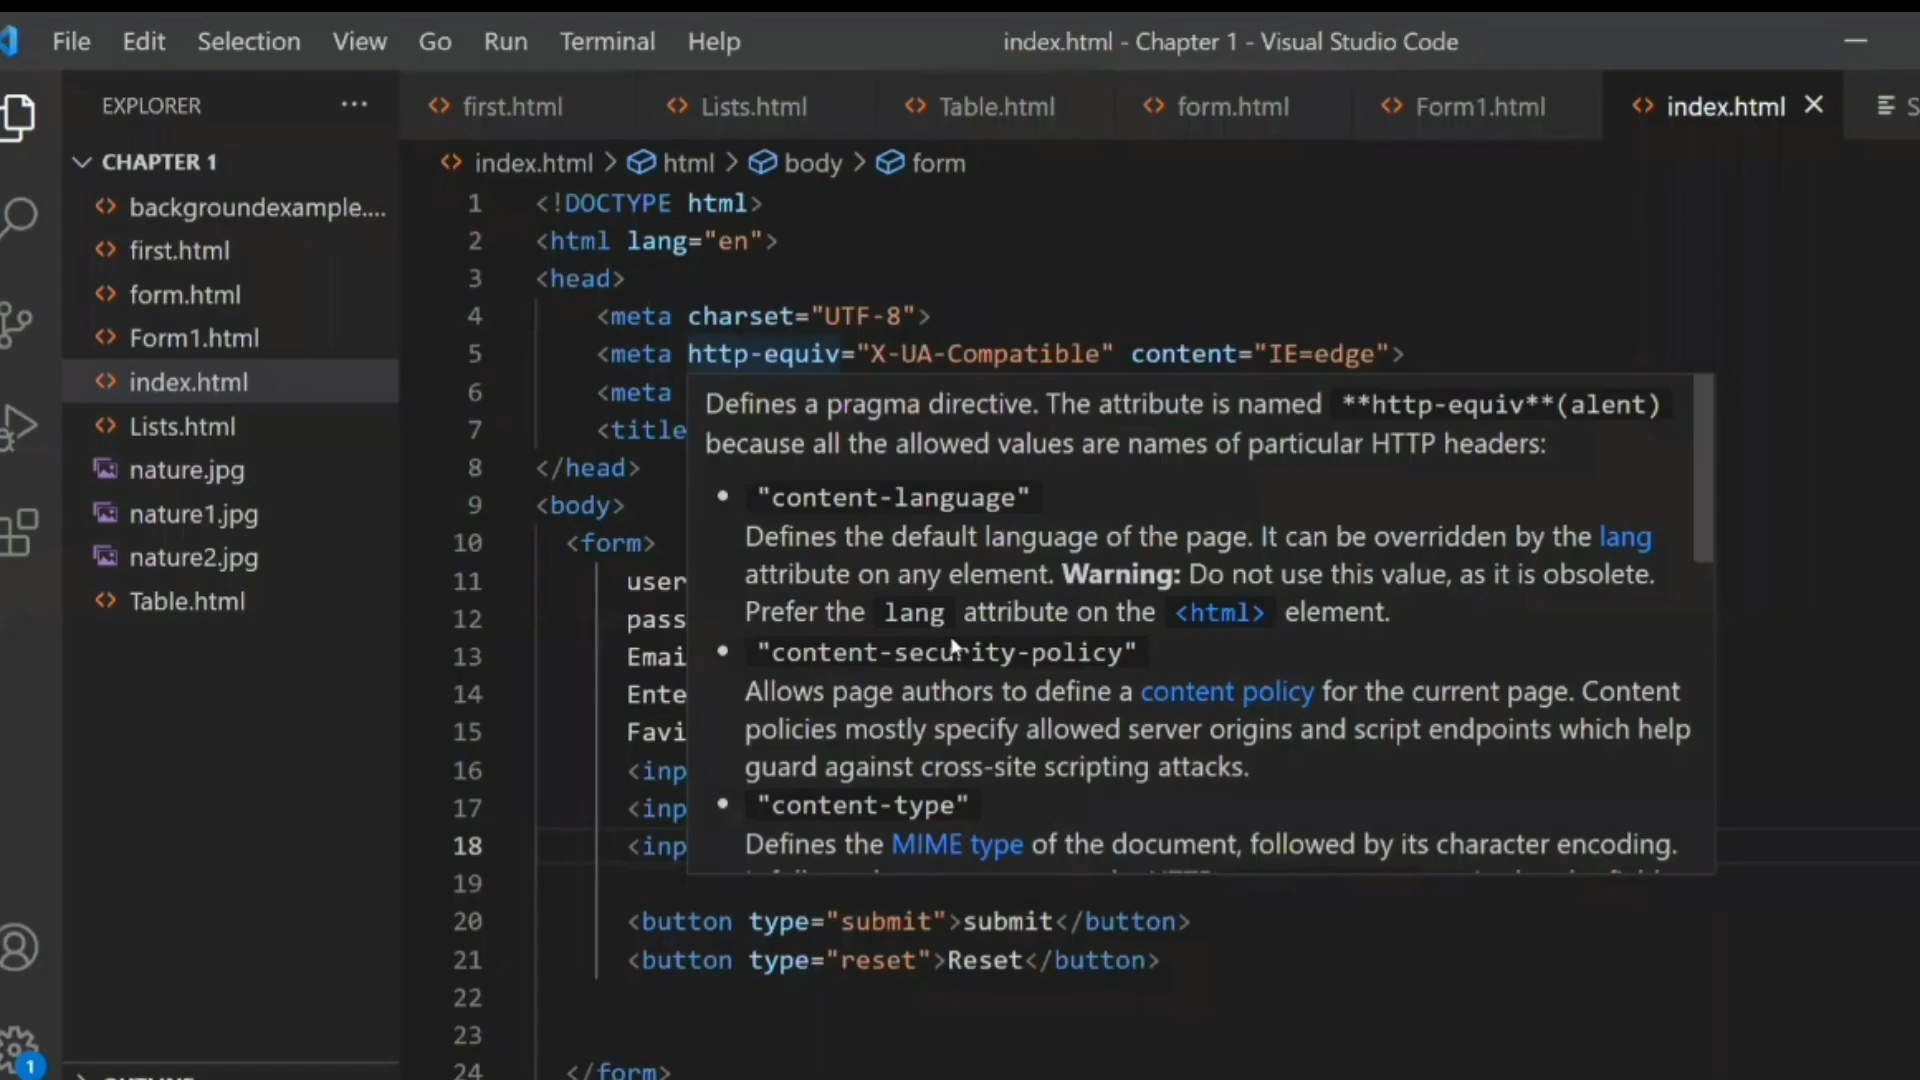 File Edit Selection View Go Run Terminal Help index.html - Chapter 1 - Visual Studio Code
EXPLORER ···
first.html Lists.html Table.html form.html Form1.html index.html
CHAPTER 1
index.html > html > body > form
backgroundexample....
first.html
form.html
Form1.html
index.html
Lists.html
nature.jpg
nature1.jpg
nature2.jpg
Table.html
1 <!DOCTYPE html>
2 <html lang="en">
3 <head>
4 <meta charset="UTF-8">
5 <meta http-equiv="X-UA-Compatible" content="IE=edge">
6 <meta
7 <title
8 </head>
9 <body>
10 <form>
11 user
12 pass
13 Emai
14 Ente
15 Favi
16 <inp
17 <inp
18 <inp
19
20 <button type="submit">submit</button>
21 <button type="reset">Reset</button>
22
23
24 </form>
Defines a pragma directive. The attribute is named **http-equiv**(alent)
because all the allowed values are names of particular HTTP headers:
• "content-language"
Defines the default language of the page. It can be overridden by the lang
attribute on any element. Warning: Do not use this value, as it is obsolete.
Prefer the lang attribute on the <html> element.
• "content-security-policy"
Allows page authors to define a content policy for the current page. Content
policies mostly specify allowed server origins and script endpoints which help
guard against cross-site scripting attacks.
• "content-type"
Defines the MIME type of the document, followed by its character encoding.
1